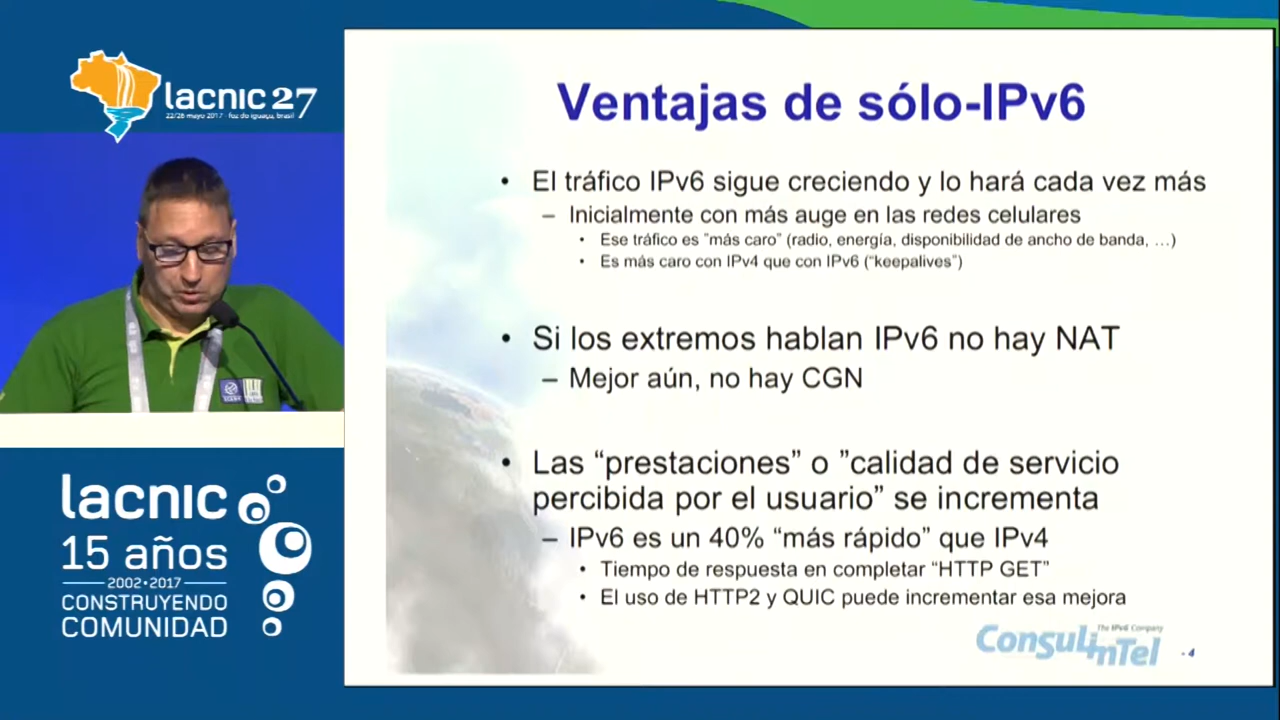 lacnic 27
22/26 mayo 2017 - foz do iguaçu, brasil
Ventajas de sólo-IPv6
• El tráfico IPv6 sigue creciendo y lo hará cada vez más
– Inicialmente con más auge en las redes celulares
• Ese tráfico es ”más caro” (radio, energía, disponibilidad de ancho de banda, …)
• Es más caro con IPv4 que con IPv6 (“keepalives”)
• Si los extremos hablan IPv6 no hay NAT
– Mejor aún, no hay CGN
• Las “prestaciones” o ”calidad de servicio
percibida por el usuario” se incrementa
– IPv6 es un 40% “más rápido” que IPv4
• Tiempo de respuesta en completar “HTTP GET”
• El uso de HTTP2 y QUIC puede incrementar esa mejora
The IPv6 Company
ConsulinTel
- 4
lacnic
15 años
2002•2017
CONSTRUYENDO
COMUNIDAD